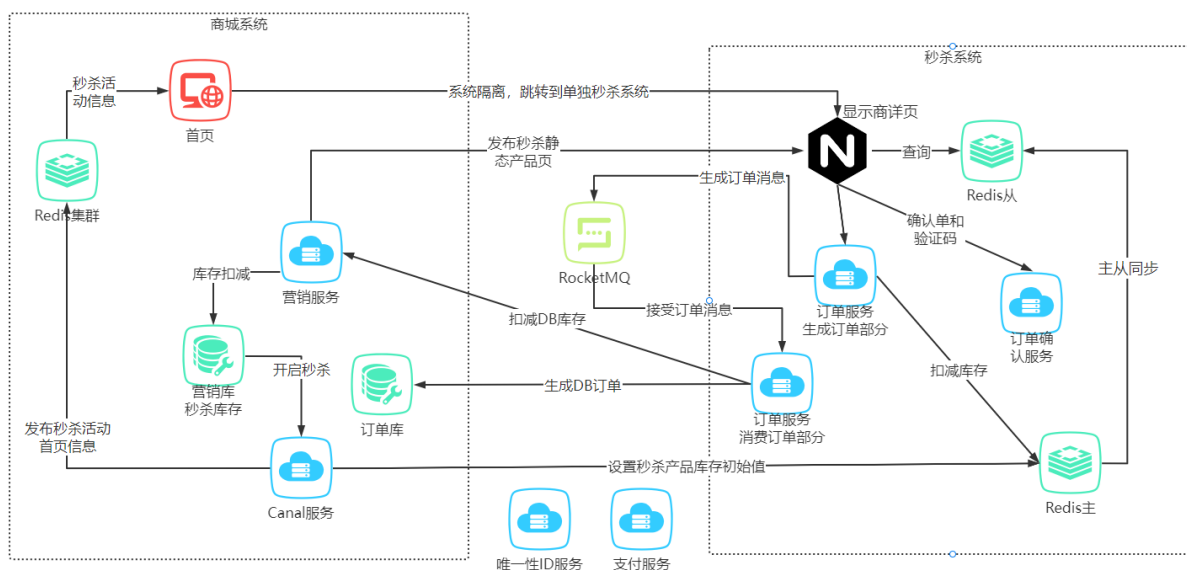 商城系统
秒杀系统
秒杀活
动信息
首页
系统隔离，跳转到单独秒杀系统
显示商详页
N
发布秒杀静
态产品页
查询
Redis从
Redis集群
生成订单消息
确认单和
验证码
RocketMQ
主从同步
库存扣减
营销服务
接受订单消息
订单服务
生成订单部分
扣减DB库存
订单确
认服务
开启秒杀
扣减库存
营销库
秒杀库存
生成DB订单
订单库
订单服务
消费订单部分
发布秒杀活动
首页信息
设置秒杀产品库存初始值
Canal服务
Redis主
唯一性ID服务
支付服务